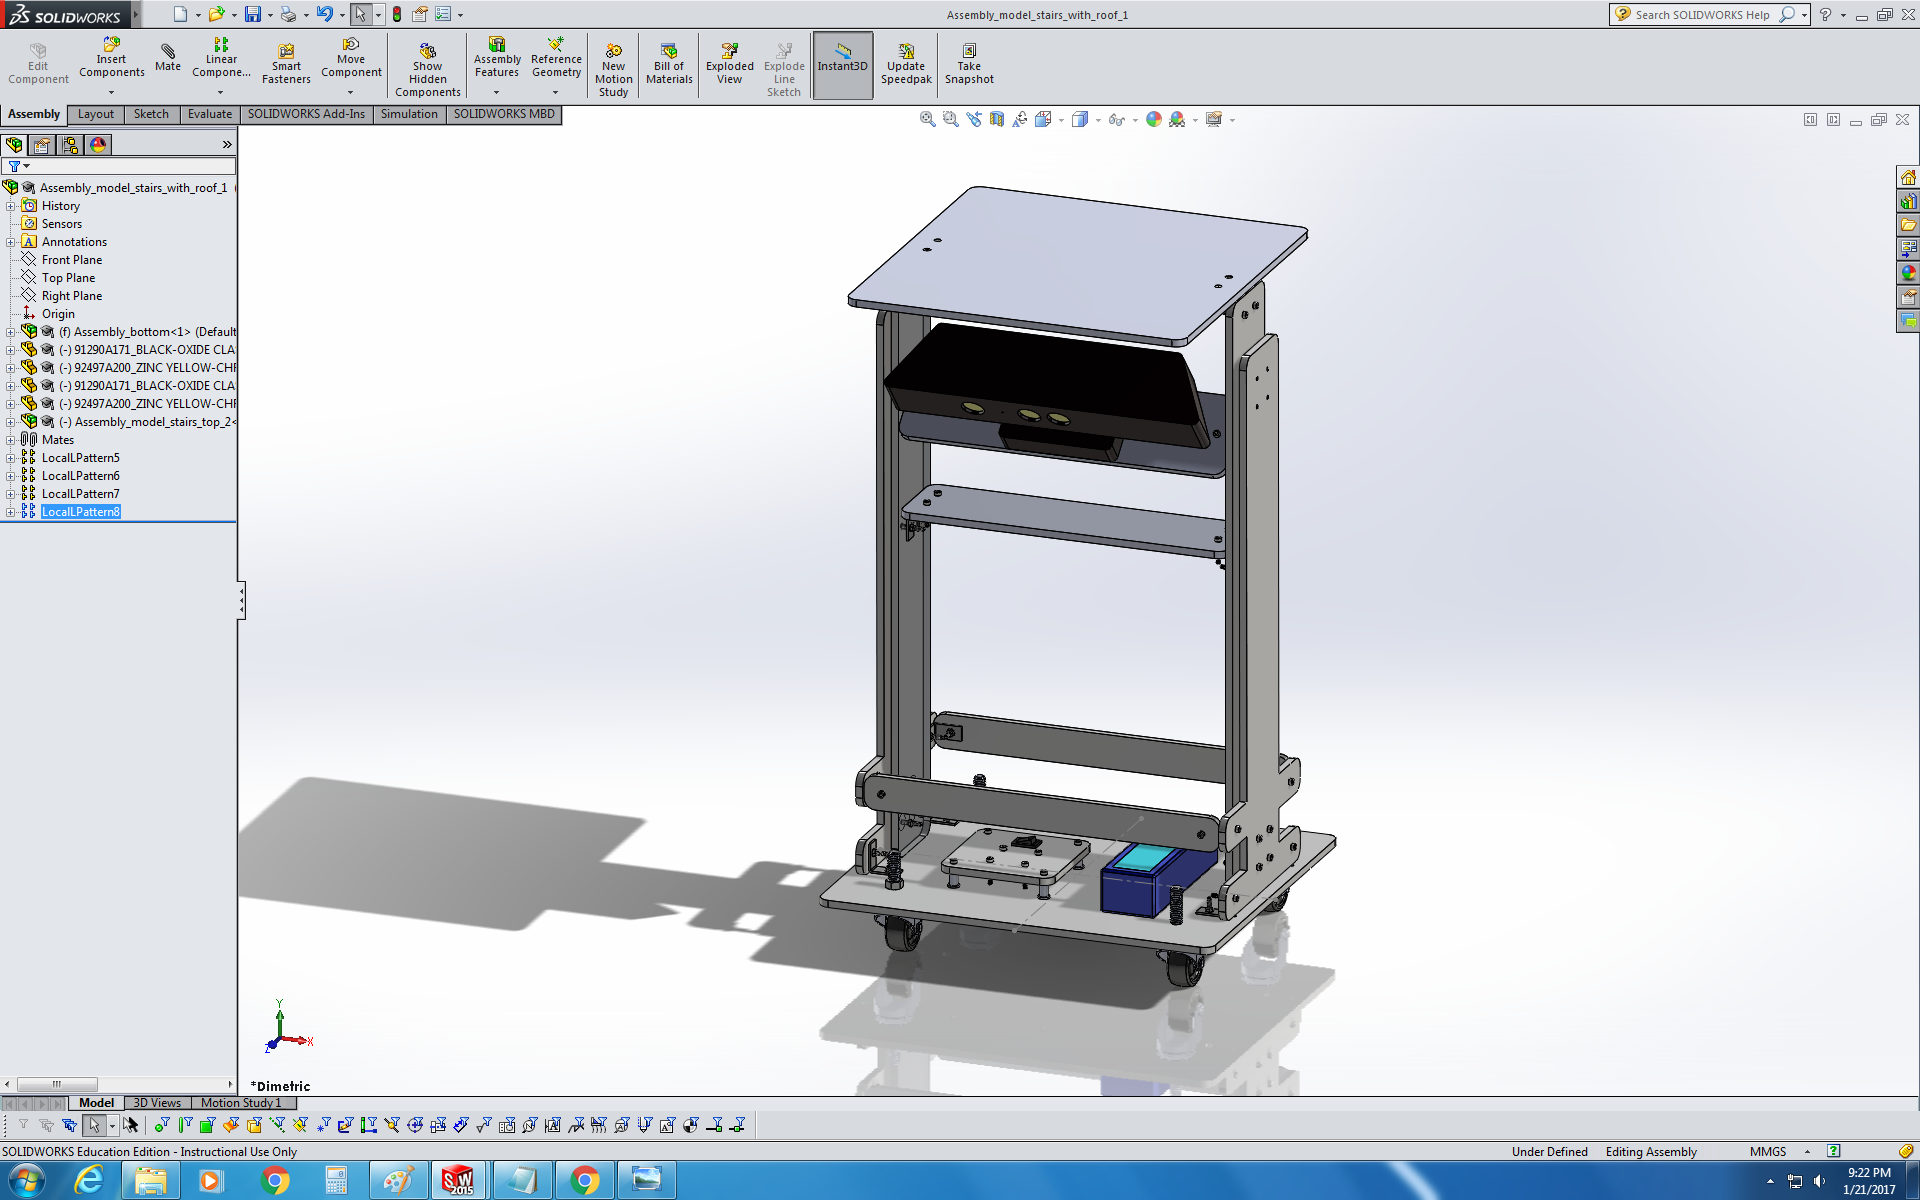 SOLIDWORKS
Assembly_model_stairs_with_roof_1
Search SOLIDWORKS Help
Edit Component
Insert Components
Mate
Linear Compone...
Smart Fasteners
Move Component
Show Hidden Components
Assembly Features
Reference Geometry
New Motion Study
Bill of Materials
Exploded View
Explode Line Sketch
Instant3D
Update Speedpak
Take Snapshot
Assembly
Layout
Sketch
Evaluate
SOLIDWORKS Add-Ins
Simulation
SOLIDWORKS MBD
Assembly_model_stairs_with_roof_1 (
History
Sensors
Annotations
Front Plane
Top Plane
Right Plane
Origin
(f) Assembly_bottom<1> (Default
(-) 91290A171_BLACK-OXIDE CLA
(-) 92497A200_ZINC YELLOW-CHR
(-) 91290A171_BLACK-OXIDE CLA
(-) 92497A200_ZINC YELLOW-CHR
(-) Assembly_model_stairs_top_2<
Mates
LocalLPattern5
LocalLPattern6
LocalLPattern7
LocalLPattern8
Y
X
Z
*Dimetric
Model
3D Views
Motion Study 1
SOLIDWORKS Education Edition - Instructional Use Only
Under Defined
Editing Assembly
MMGS
SW
2015
9:22 PM
1/21/2017